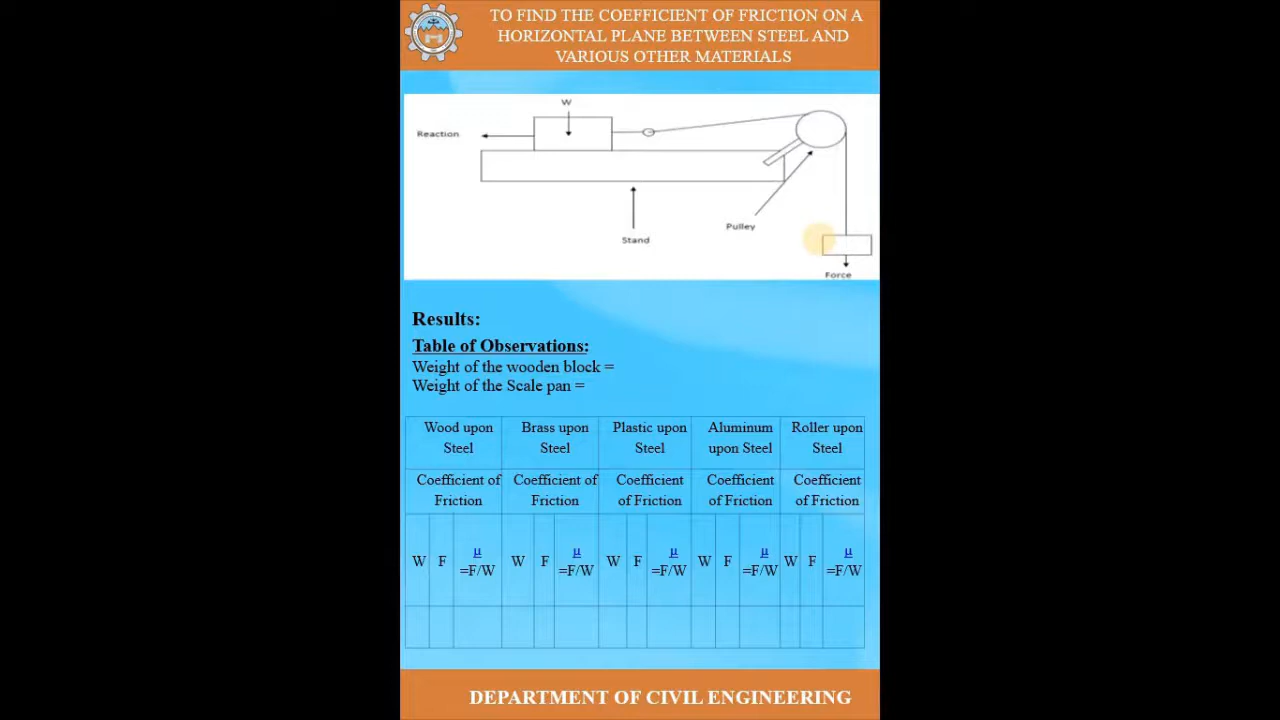 TO FIND THE COEFFICIENT OF FRICTION ON A
HORIZONTAL PLANE BETWEEN STEEL AND
VARIOUS OTHER MATERIALS
W
Reaction
Pulley
Stand
Force
Results:
Table of Observations:
Weight of the wooden block =
Weight of the Scale pan =
Wood upon Steel
Brass upon Steel
Plastic upon Steel
Aluminum upon Steel
Roller upon Steel
Coefficient of Friction
Coefficient of Friction
Coefficient of Friction
Coefficient of Friction
Coefficient of Friction
W F µ =F/W W F µ =F/W W F µ =F/W W F µ =F/W W F µ =F/W
DEPARTMENT OF CIVIL ENGINEERING